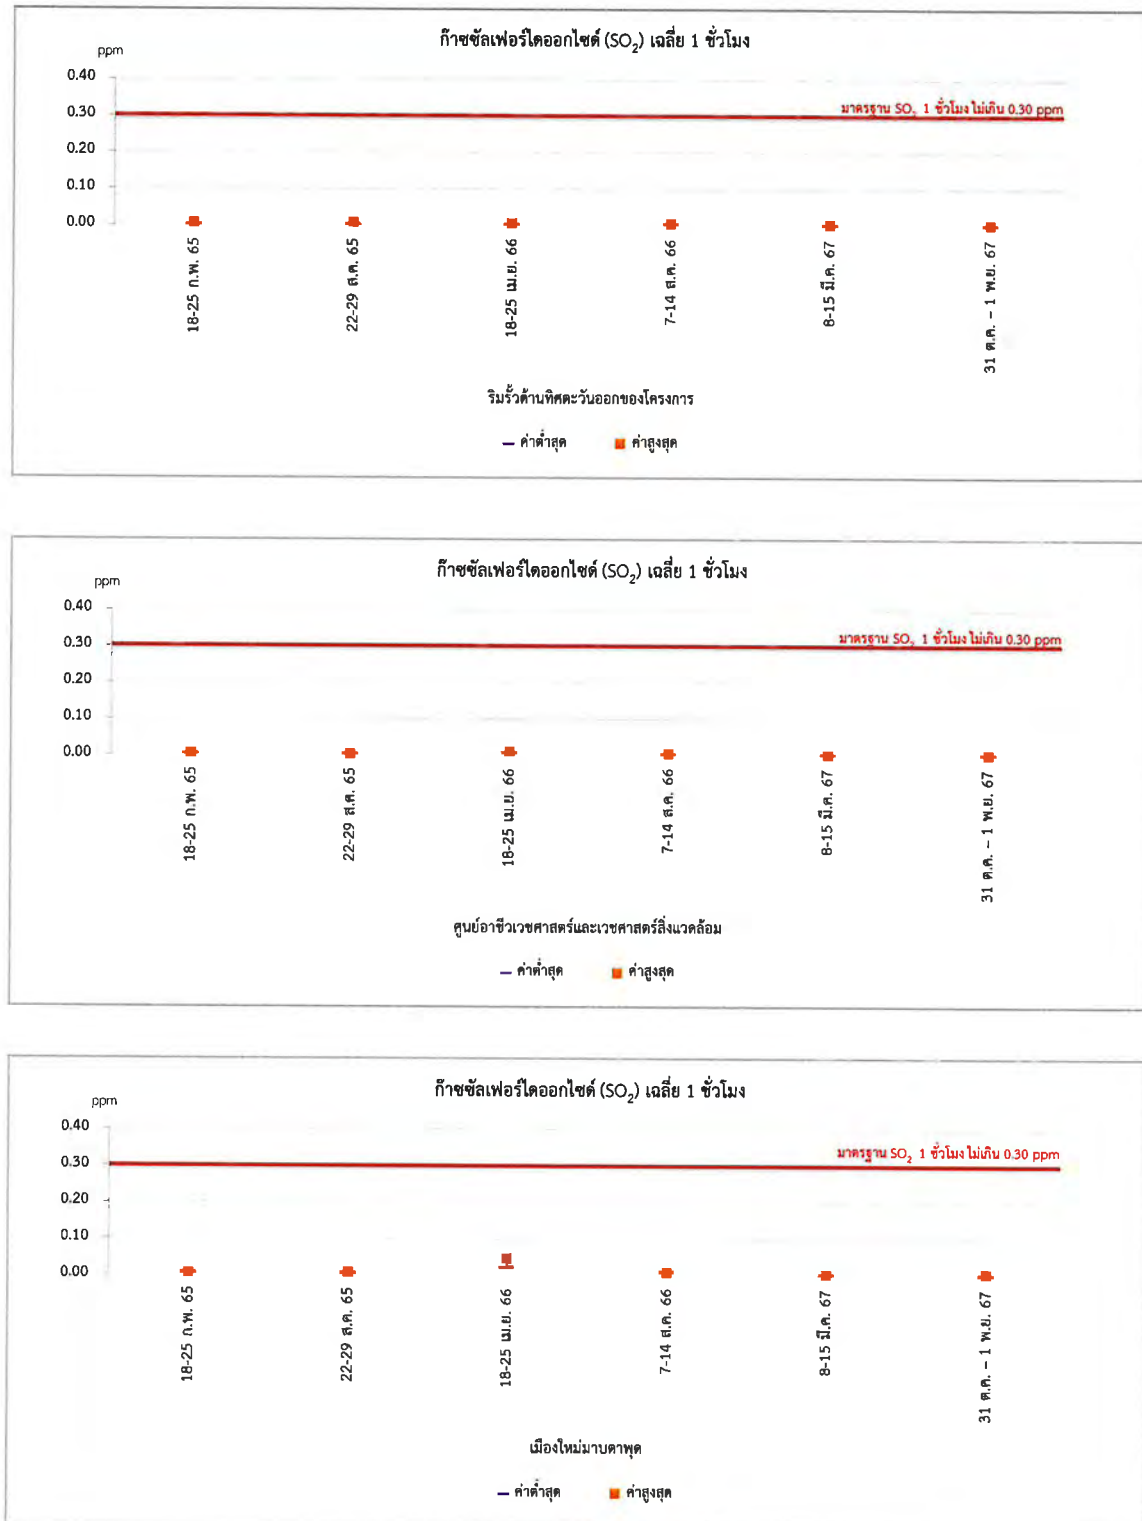 ก๊าซซัลเฟอร์ไดออกไซด์ (SO2) เฉลี่ย 1 ชั่วโมง
ppm
0.40
0.30
0.20
0.10
0.00
มาตรฐาน SO2 1 ชั่วโมง ไม่เกิน 0.30 ppm
18-25 ก.พ. 65
22-29 ส.ค. 65
18-25 เม.ย. 66
7-14 ส.ค. 66
8-15 มี.ค. 67
31 ต.ค. – 1 พ.ย. 67
ริมรั้วด้านทิศตะวันออกของโครงการ
ค่าต่ำสุด ค่าสูงสุด
ก๊าซซัลเฟอร์ไดออกไซด์ (SO2) เฉลี่ย 1 ชั่วโมง
ppm
0.40
0.30
0.20
0.10
0.00
มาตรฐาน SO2 1 ชั่วโมง ไม่เกิน 0.30 ppm
18-25 ก.พ. 65
22-29 ส.ค. 65
18-25 เม.ย. 66
7-14 ส.ค. 66
8-15 มี.ค. 67
31 ต.ค. – 1 พ.ย. 67
ศูนย์อาชีวเวชศาสตร์และเวชศาสตร์สิ่งแวดล้อม
ค่าต่ำสุด ค่าสูงสุด
ก๊าซซัลเฟอร์ไดออกไซด์ (SO2) เฉลี่ย 1 ชั่วโมง
ppm
0.40
0.30
0.20
0.10
0.00
มาตรฐาน SO2 1 ชั่วโมง ไม่เกิน 0.30 ppm
18-25 ก.พ. 65
22-29 ส.ค. 65
18-25 เม.ย. 66
7-14 ส.ค. 66
8-15 มี.ค. 67
31 ต.ค. – 1 พ.ย. 67
เมืองใหม่มาบตาพุด
ค่าต่ำสุด ค่าสูงสุด